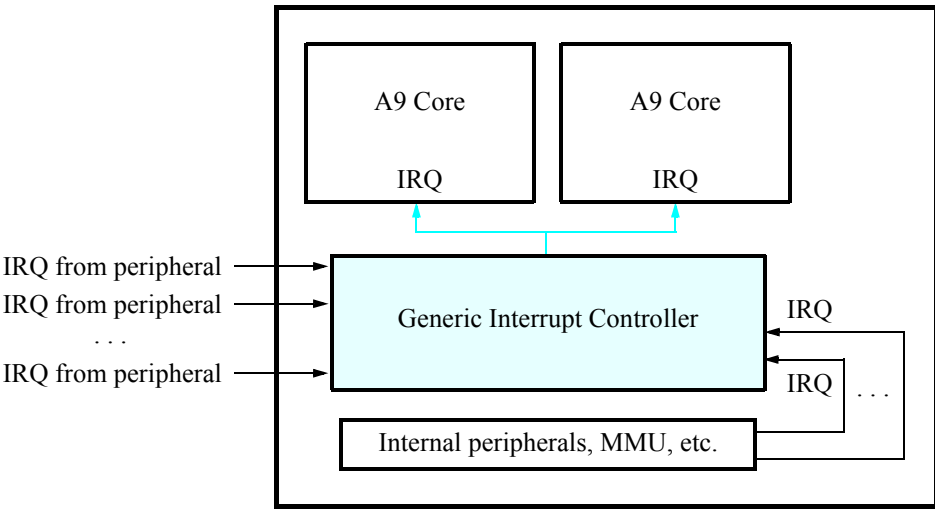 A9 Core
A9 Core
IRQ
IRQ
IRQ from peripheral
IRQ from peripheral
. . .
IRQ from peripheral
Generic Interrupt Controller
IRQ
IRQ
. . .
Internal peripherals, MMU, etc.